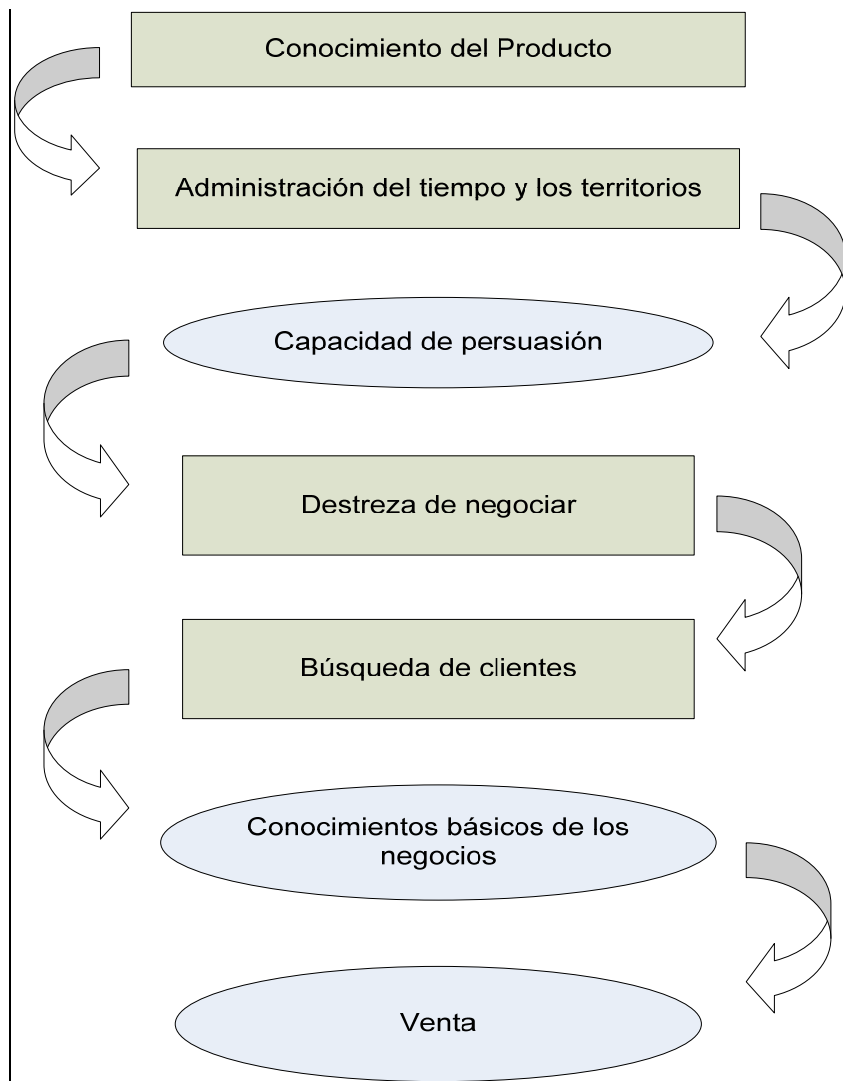 Conocimiento del Producto
Administración del tiempo y los territorios
Capacidad de persuasión
Destreza de negociar
Búsqueda de clientes
Conocimientos básicos de los
negocios
Venta